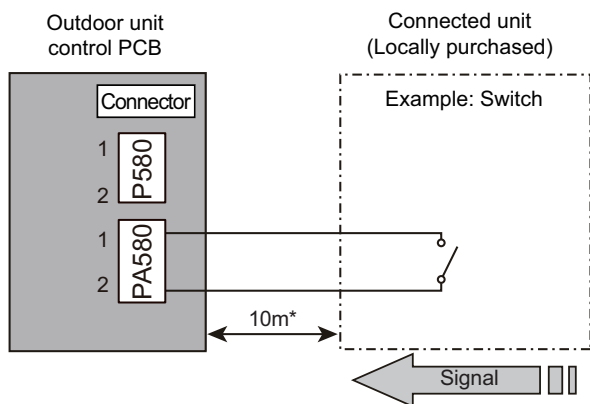 Outdoor unit
control PCB
Connected unit
(Locally purchased)
Connector
Example: Switch
1
2
P580
1
2
PA580
10m*
Signal